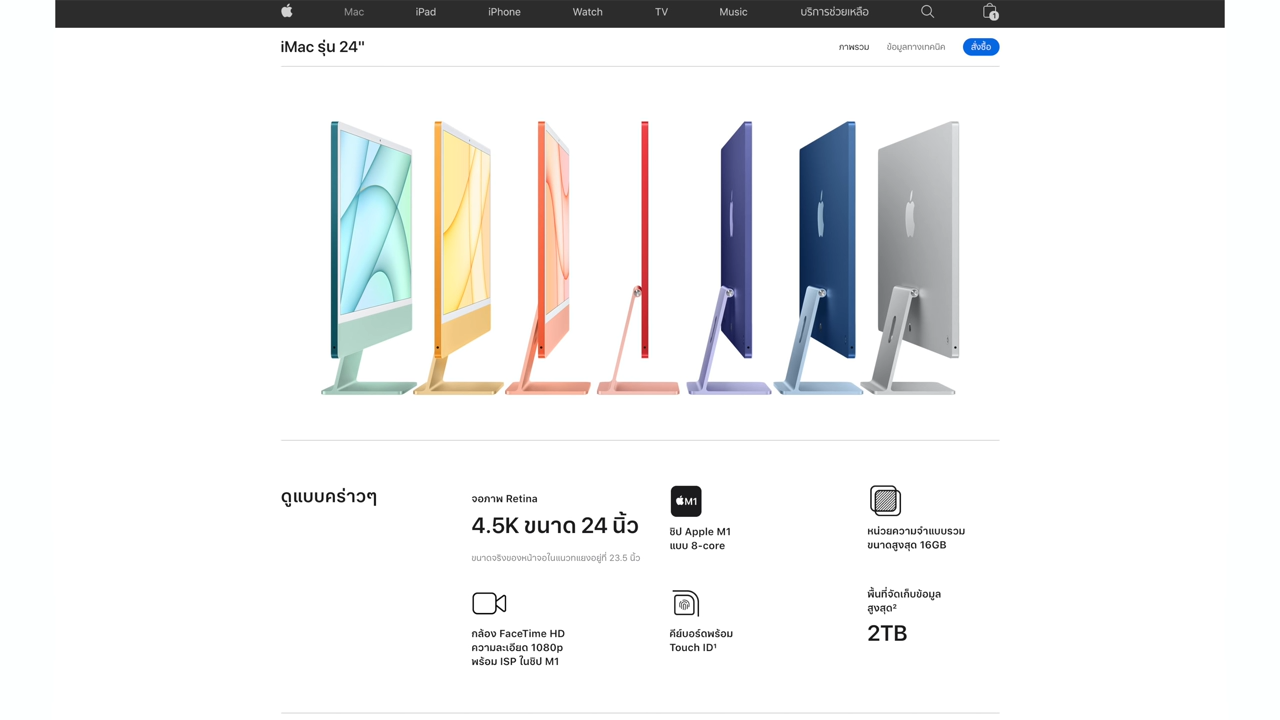 Mac iPad iPhone Watch TV Music บริการช่วยเหลือ 1
iMac รุ่น 24" ภาพรวม ข้อมูลทางเทคนิค สั่งซื้อ
ดูแบบคร่าวๆ
จอภาพ Retina
4.5K ขนาด 24 นิ้ว
ขนาดจริงของหน้าจอในแนวทแยงอยู่ที่ 23.5 นิ้ว
M1
ชิป Apple M1
แบบ 8-core
หน่วยความจำแบบรวม
ขนาดสูงสุด 16GB
กล้อง FaceTime HD
ความละเอียด 1080p
พร้อม ISP ในชิป M1
คีย์บอร์ดพร้อม
Touch ID¹
พื้นที่จัดเก็บข้อมูล
สูงสุด²
2TB